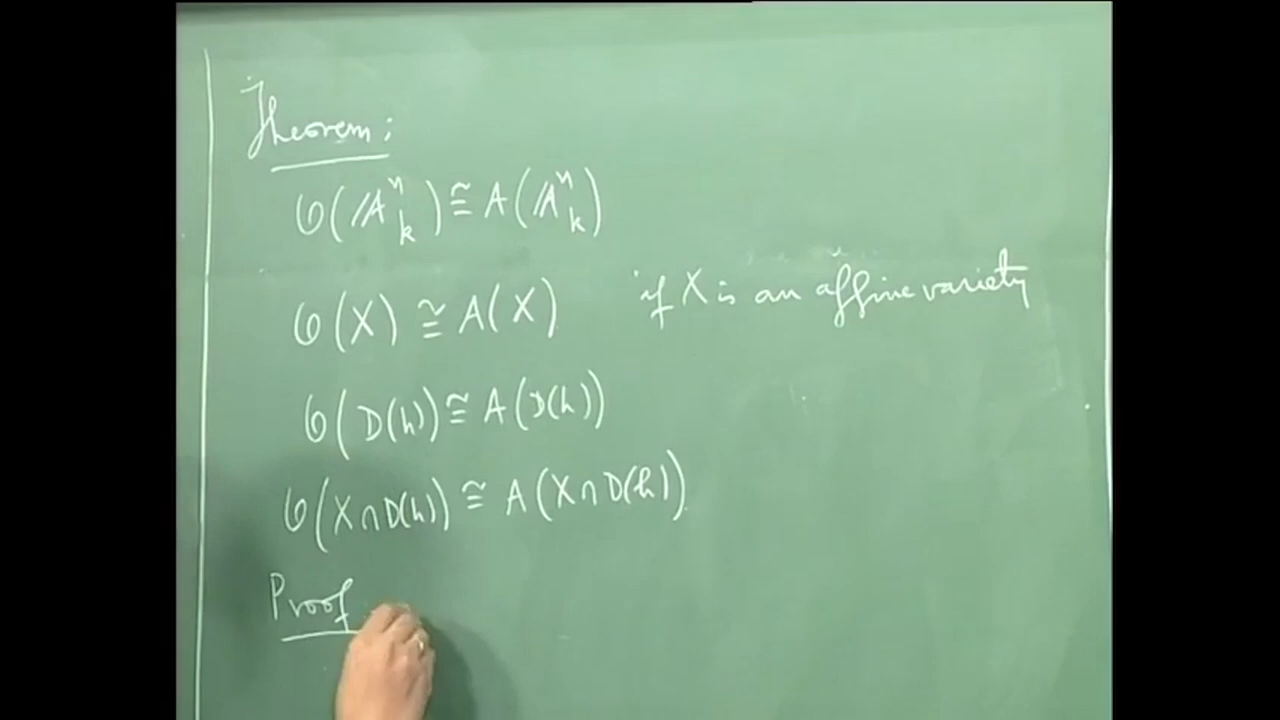 Theorem:
𝒪(𝔸ⁿₖ) ≅ A(𝔸ⁿₖ)
𝒪(X) ≅ A(X) if X is an affine variety
𝒪(D(h)) ≅ A(D(h))
𝒪(X∩D(h)) ≅ A(X∩D(h)).
Proof